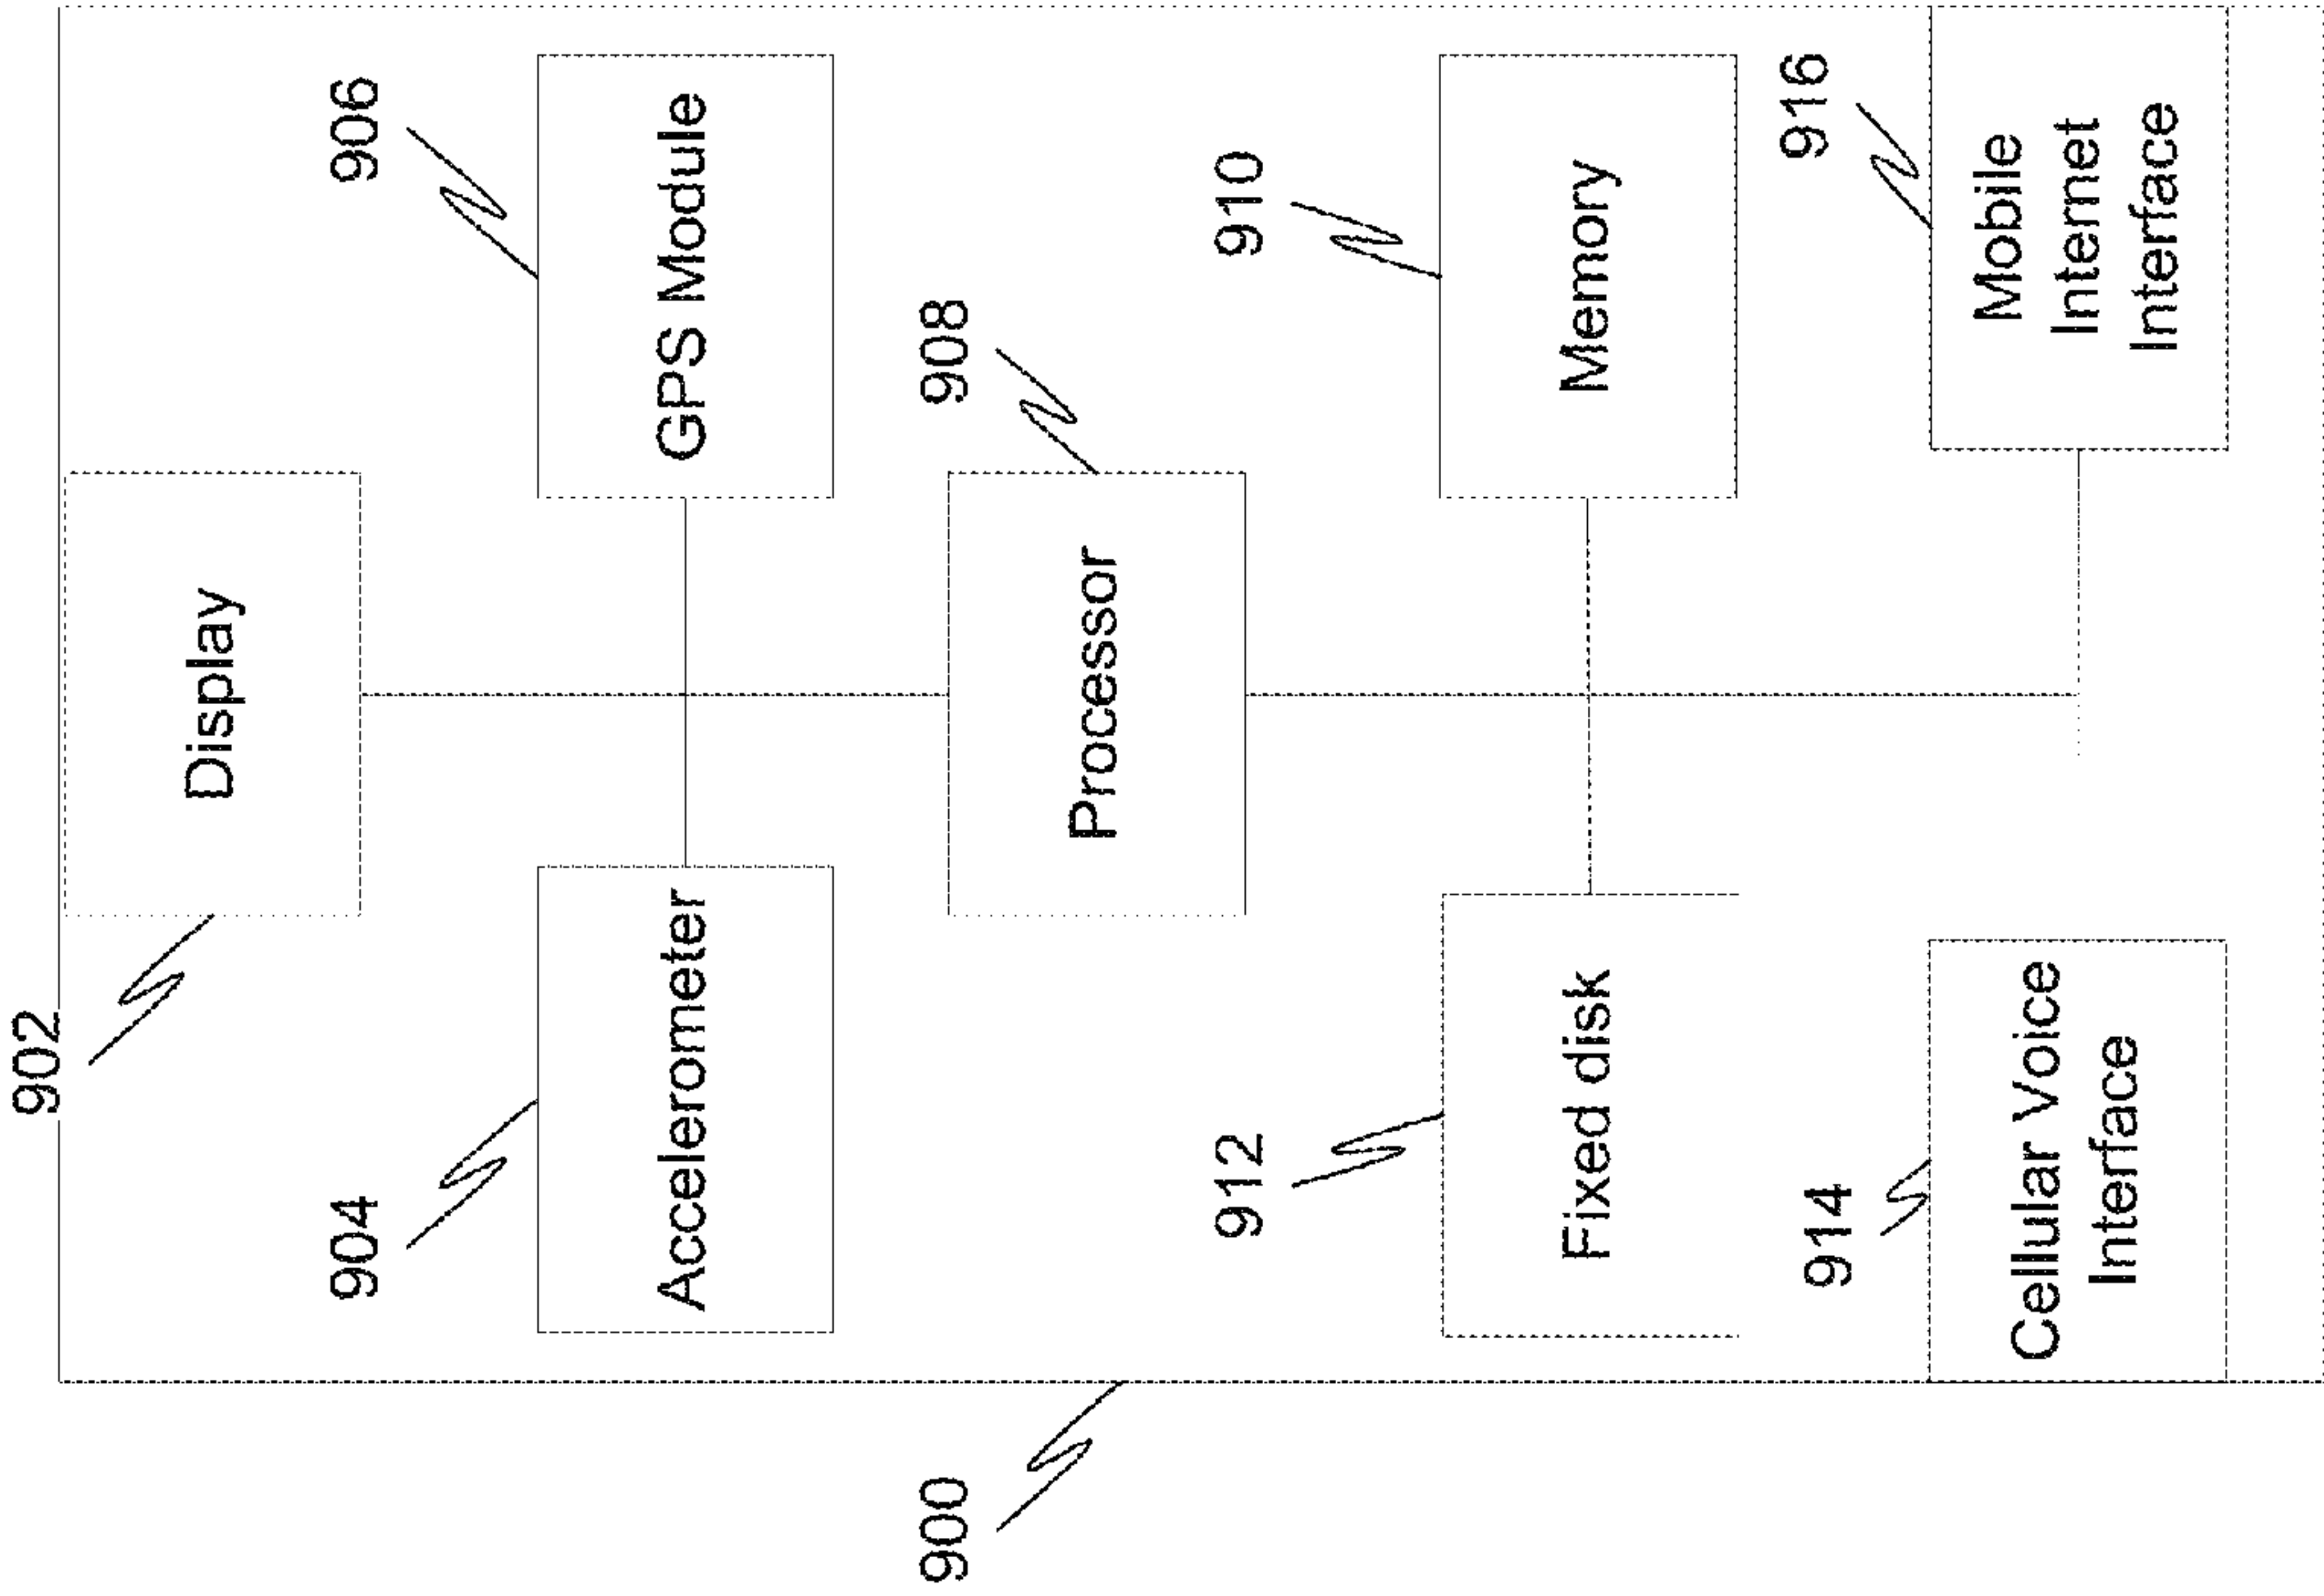 902
Display
904
906
Accelerometer
GPS Module
900
908
Processor
912
910
Fixed disk
Memory
914
916
Cellular Voice
Interface
Mobile
Internet
Interface